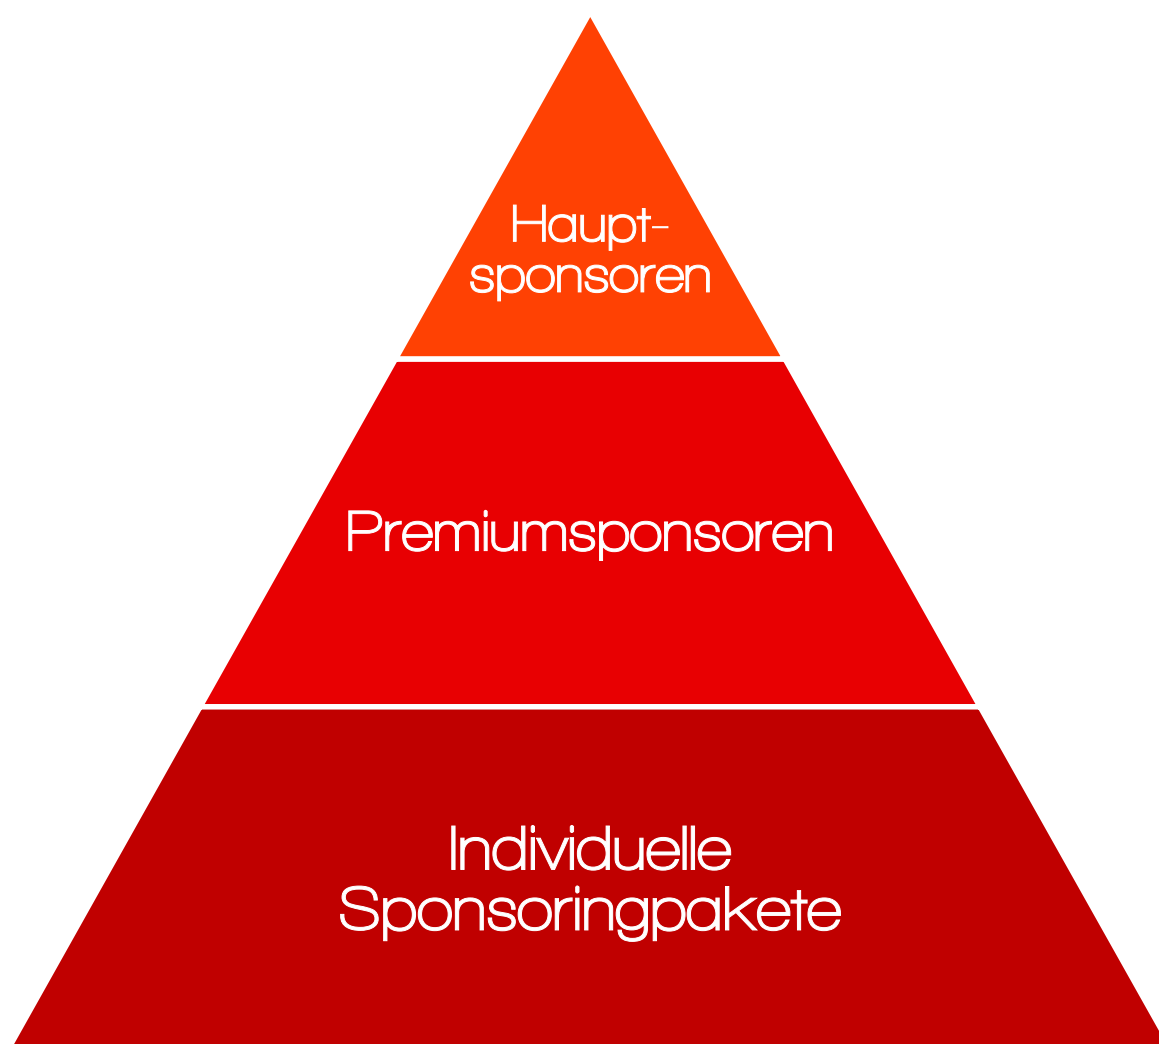 Haupt-
sponsoren
Premiumsponsoren
Individuelle
Sponsoringpakete